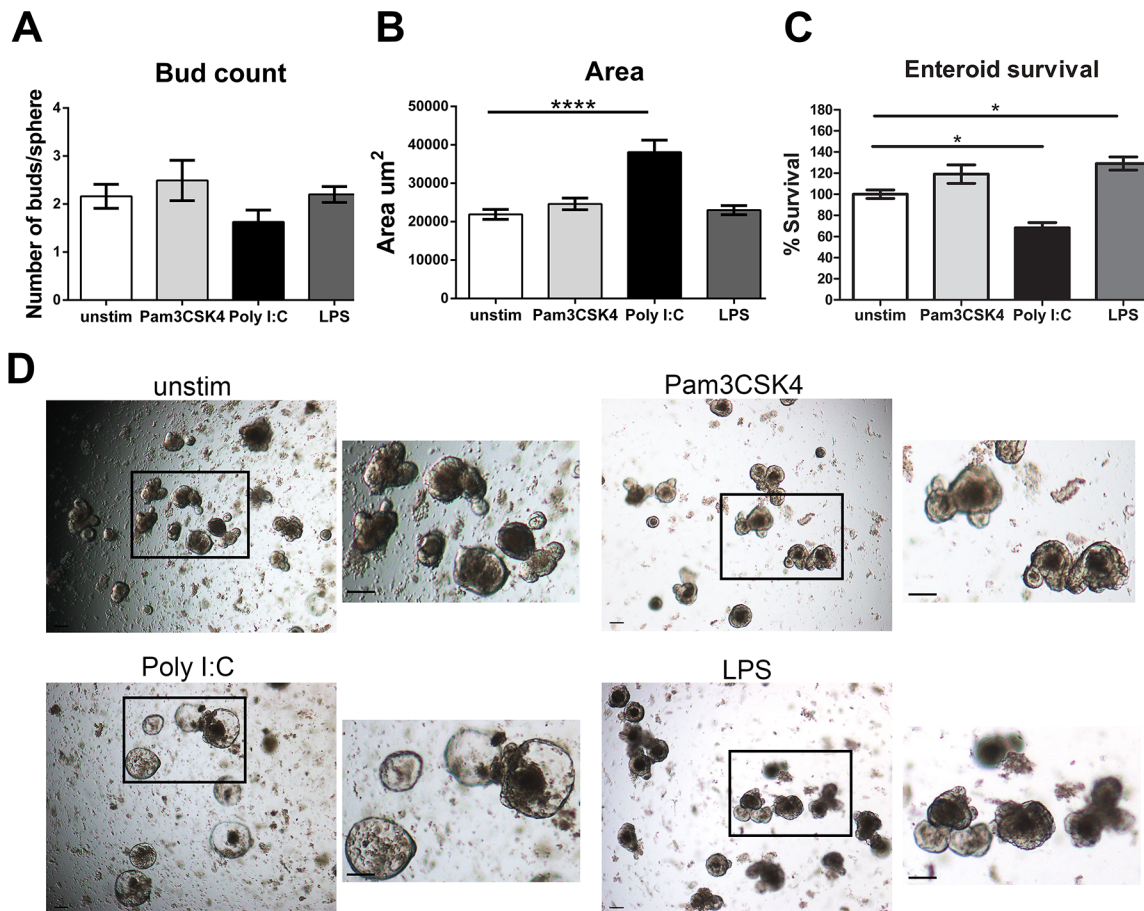 A
Bud count
Number of buds/sphere
4
3
2
1
0
unstim Pam3CSK4 Poly I:C LPS
B
Area
Area um²
50000
40000
30000
20000
10000
0
****
unstim Pam3CSK4 Poly I:C LPS
C
Enteroid survival
% Survival
180
160
140
120
100
80
60
40
20
0
*
*
unstim Pam3CSK4 Poly I:C LPS
D
unstim
Pam3CSK4
Poly I:C
LPS